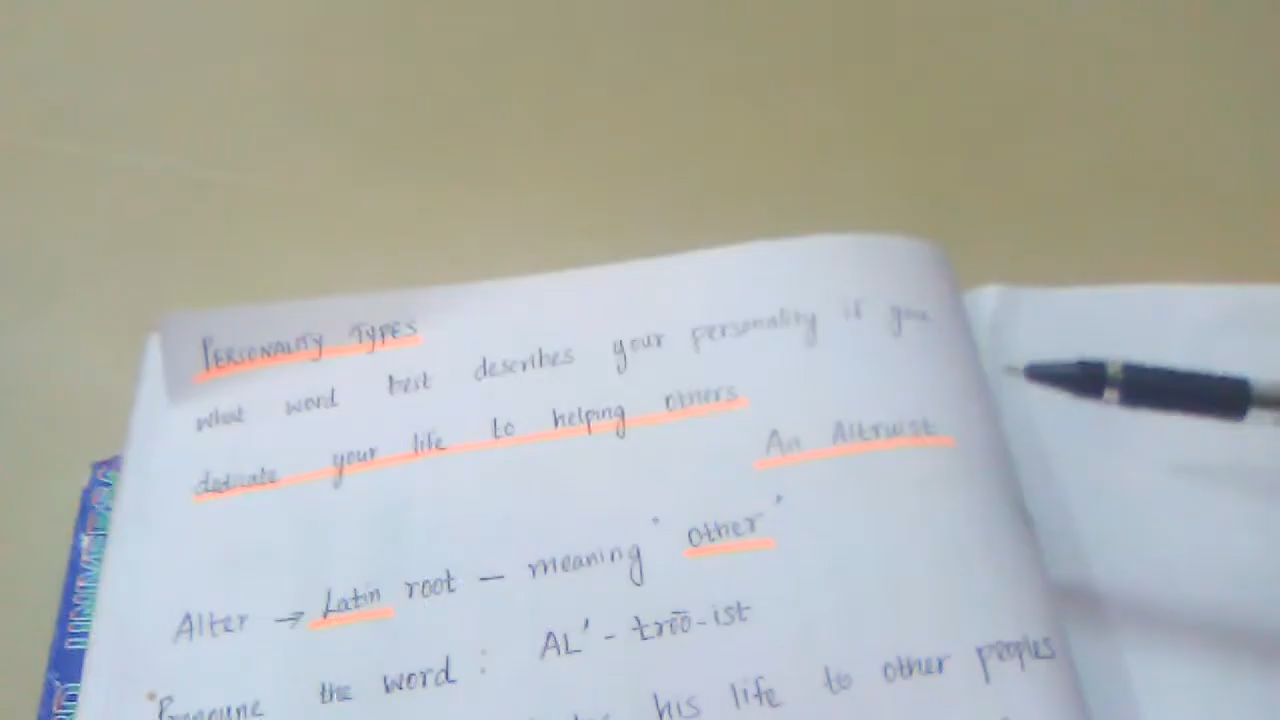 PERSONALITY TYPES
what word best describes your personality if you
dedicate your life to helping others
An Altruist
Alter → Latin root — meaning 'other'
the word : AL' - trōō-ist
his life to other peoples